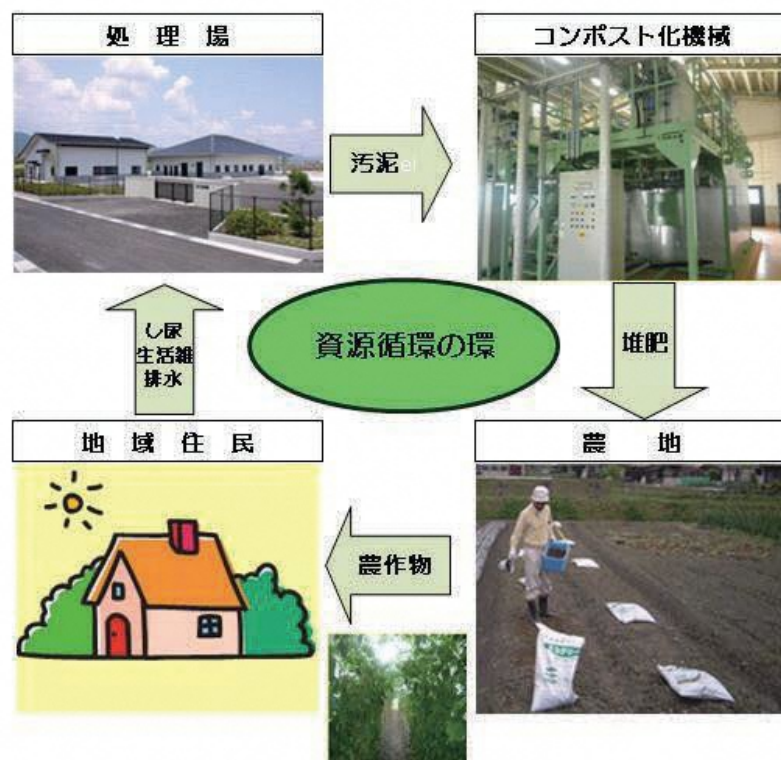 処理場
コンポスト化機械
汚泥
し尿
生活雑
排水
資源循環の環
堆肥
地域住民
農地
農作物